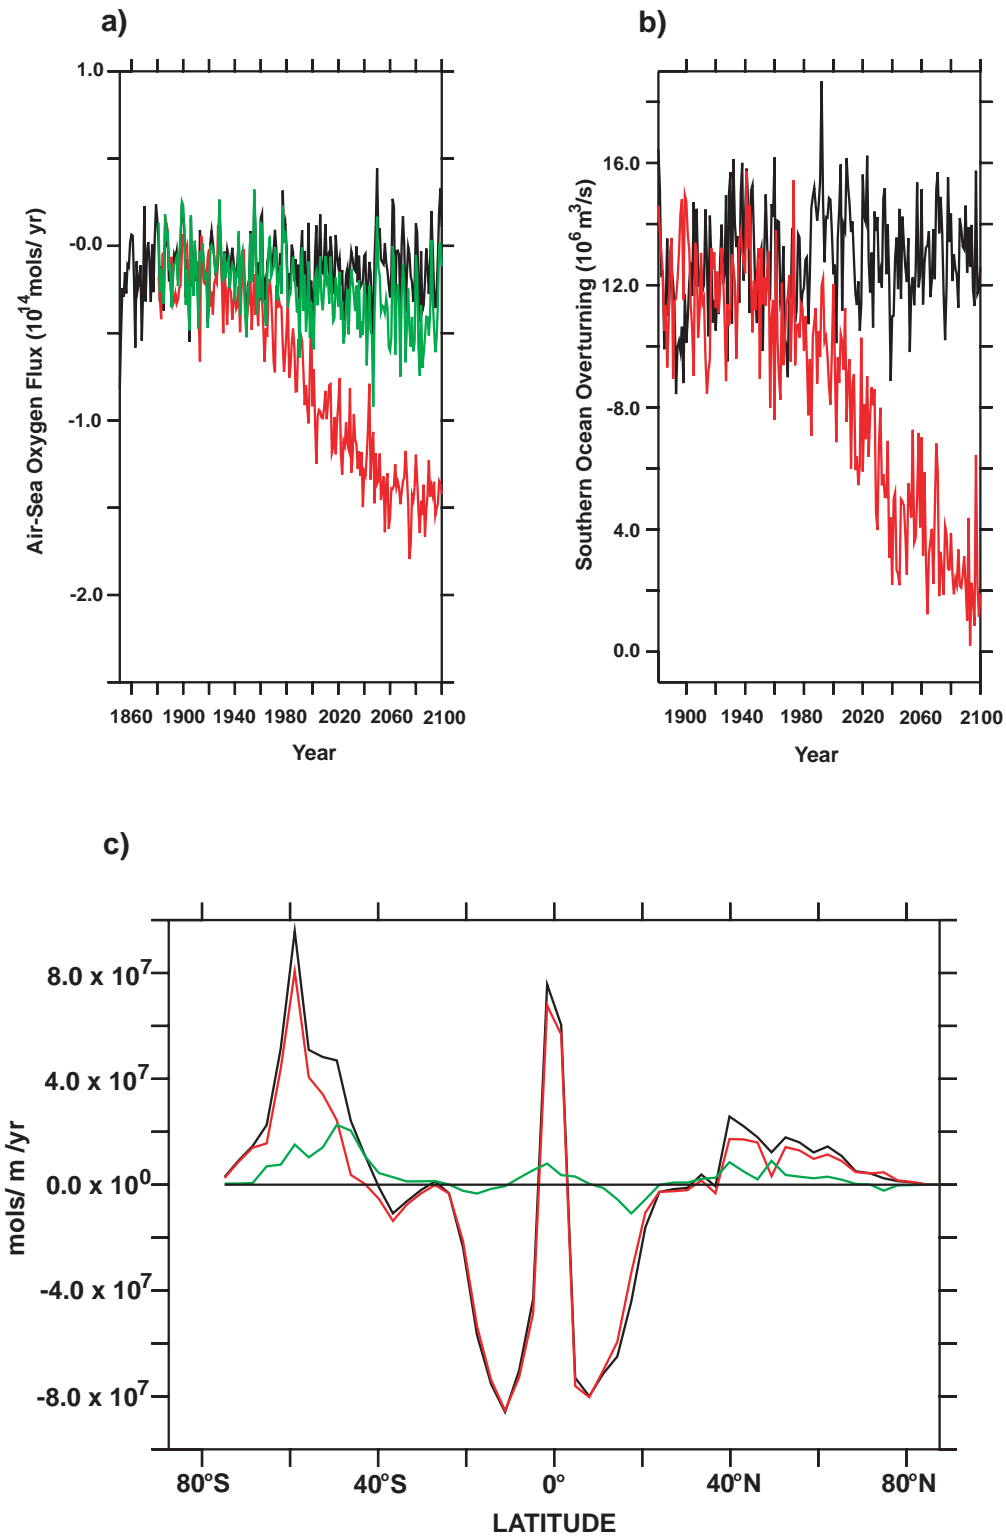 a)
1.0
-0.0
-1.0
-2.0
Air-Sea Oxygen Flux (10^14 mols/ yr)
1860 1900 1940 1980 2020 2060 2100
Year
b)
16.0
12.0
-8.0
4.0
0.0
Southern Ocean Overturning (10^6 m^3/s)
1900 1940 1980 2020 2060 2100
Year
c)
8.0 x 10^7
4.0 x 10^7
0.0 x 10^0
-4.0 x 10^7
-8.0 x 10^7
mols/ m /yr
80°S 40°S 0° 40°N 80°N
LATITUDE